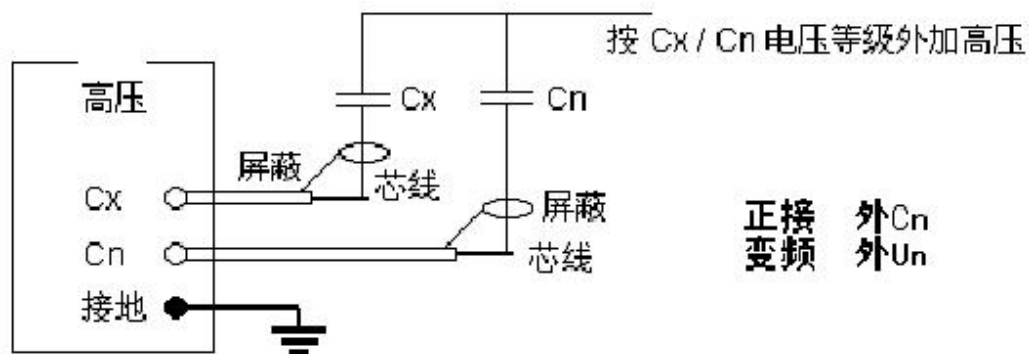 按 Cx / Cn 电压等级外加高压
高压
Cx
Cn
屏蔽
芯线
Cx
屏蔽
Cn
芯线
接地
正接 外Cn
变频 外Un